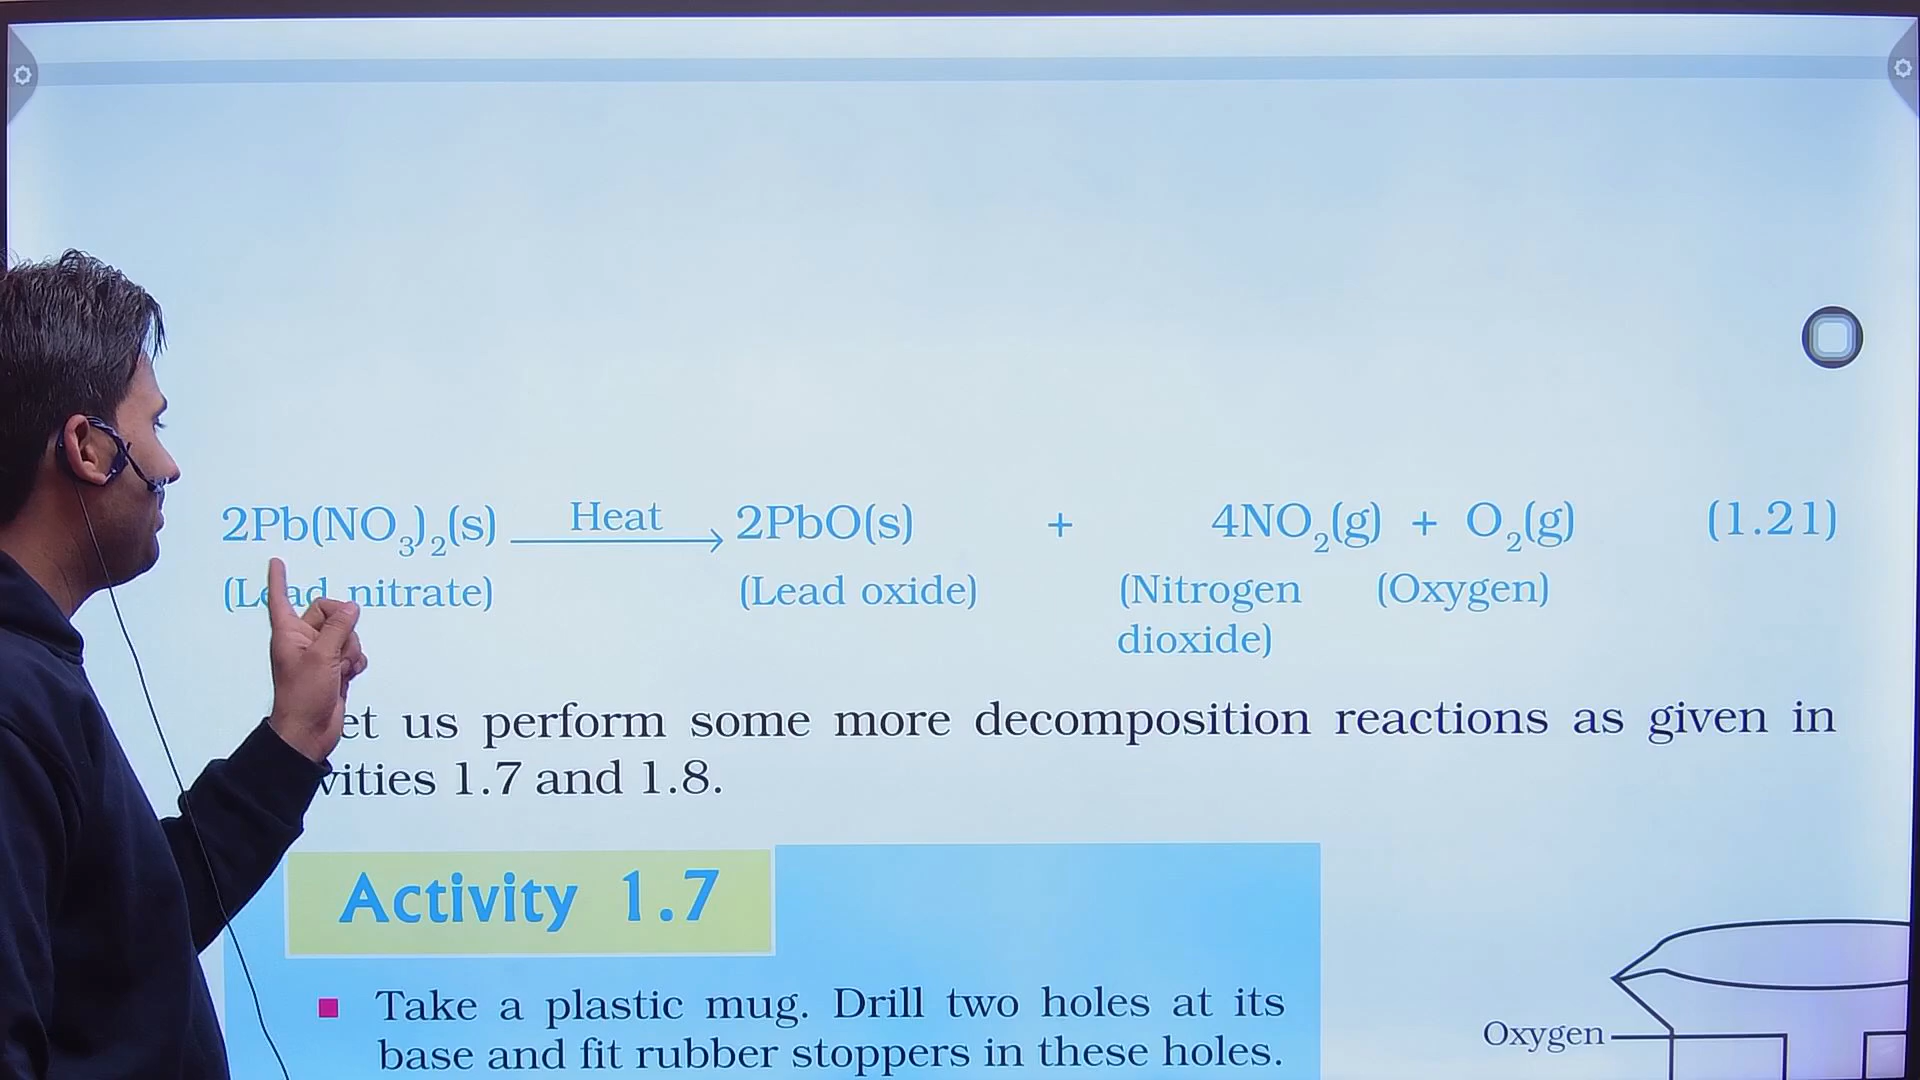 2Pb(NO₃)₂(s) Heat→ 2PbO(s) + 4NO₂(g) + O₂(g) (1.21)
(Lead nitrate) (Lead oxide) (Nitrogen (Oxygen)
dioxide)
us perform some more decomposition reactions as given in
1.7 and 1.8.
Activity 1.7
■ Take a plastic mug. Drill two holes at its
base and fit rubber stoppers in these holes.
Oxygen